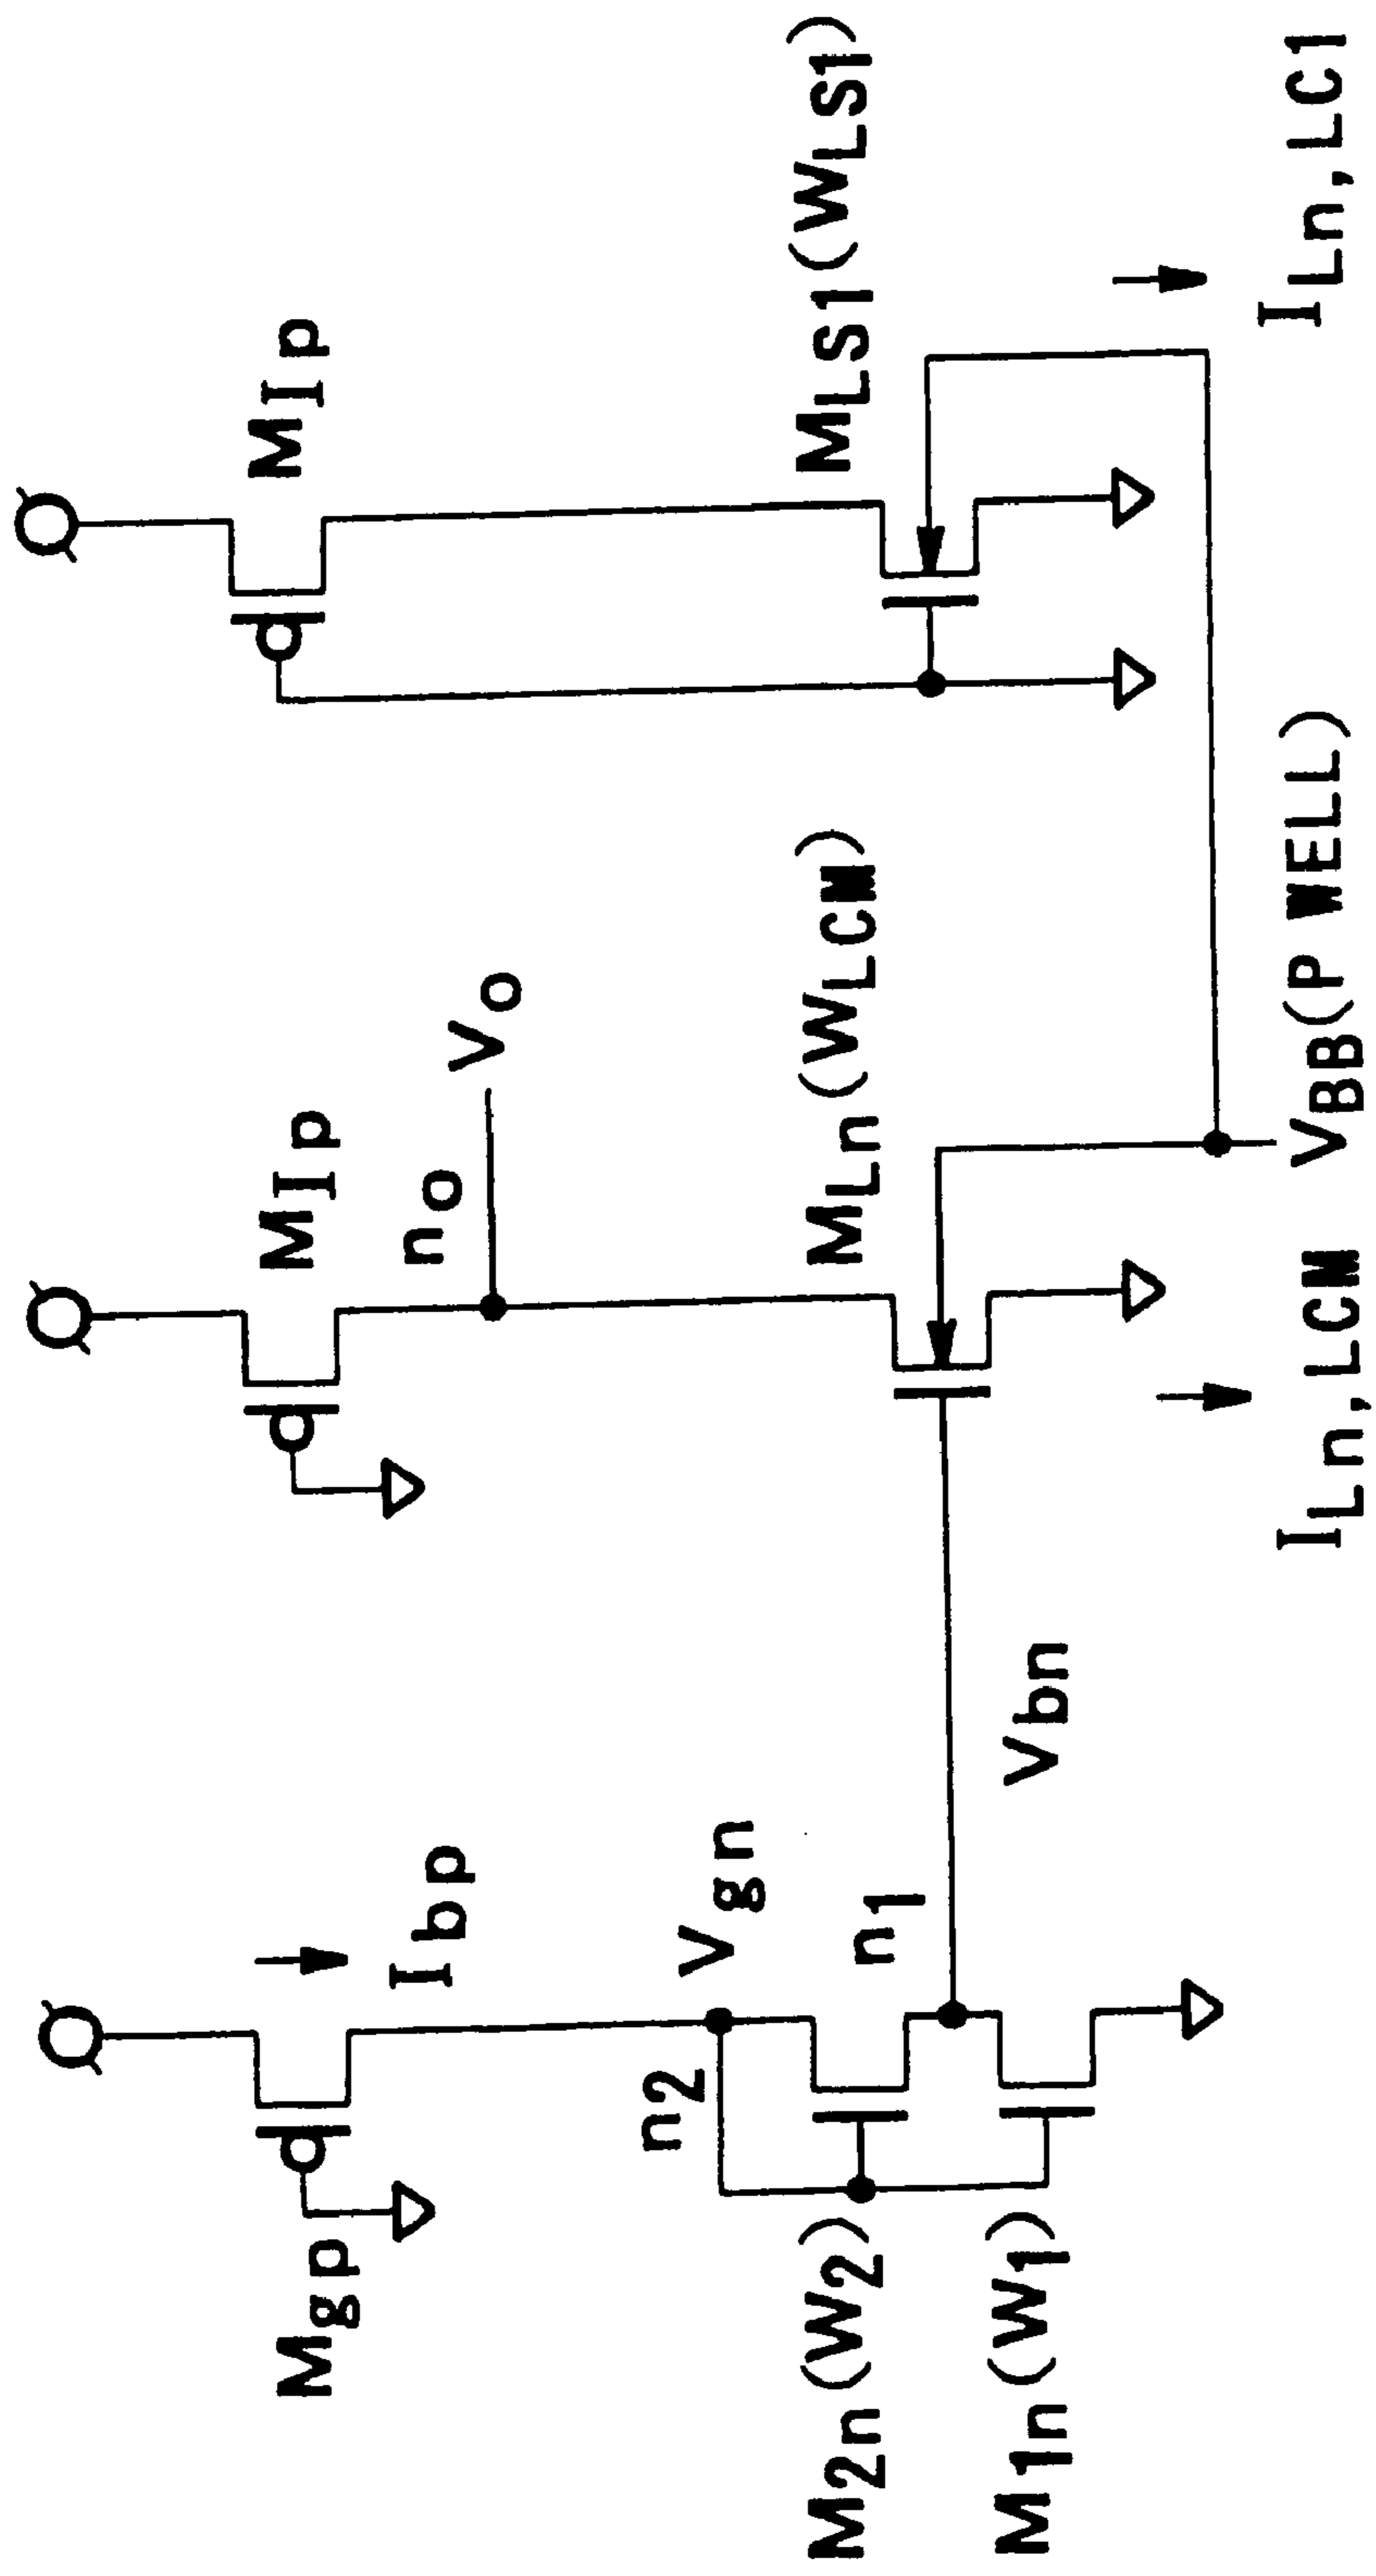 Mgp
Ibp
Vgn
n2
M2n(W2)
n1
M1n(W1)
Vbn
MIp
no
Vo
MLn(WLCM)
ILn,LCM
VBB(P WELL)
MIp
MLS1(WLS1)
ILn,LC1